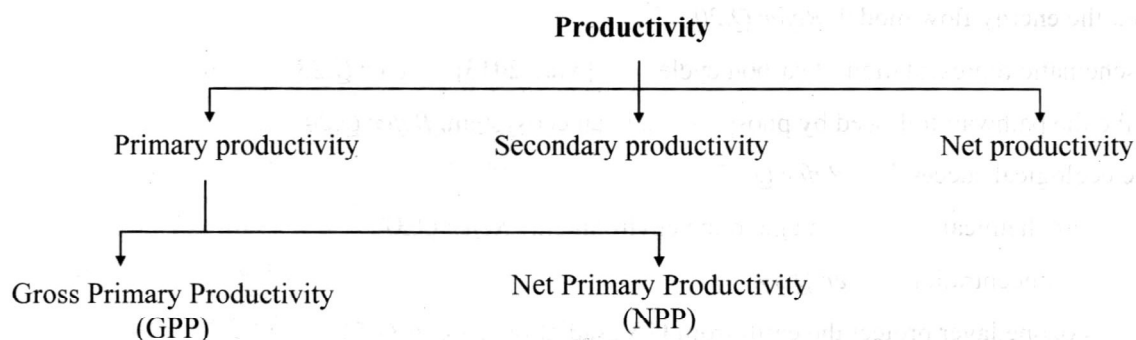 Productivity
Primary productivity
Secondary productivity
Net productivity
Gross Primary Productivity
(GPP)
Net Primary Productivity
(NPP)